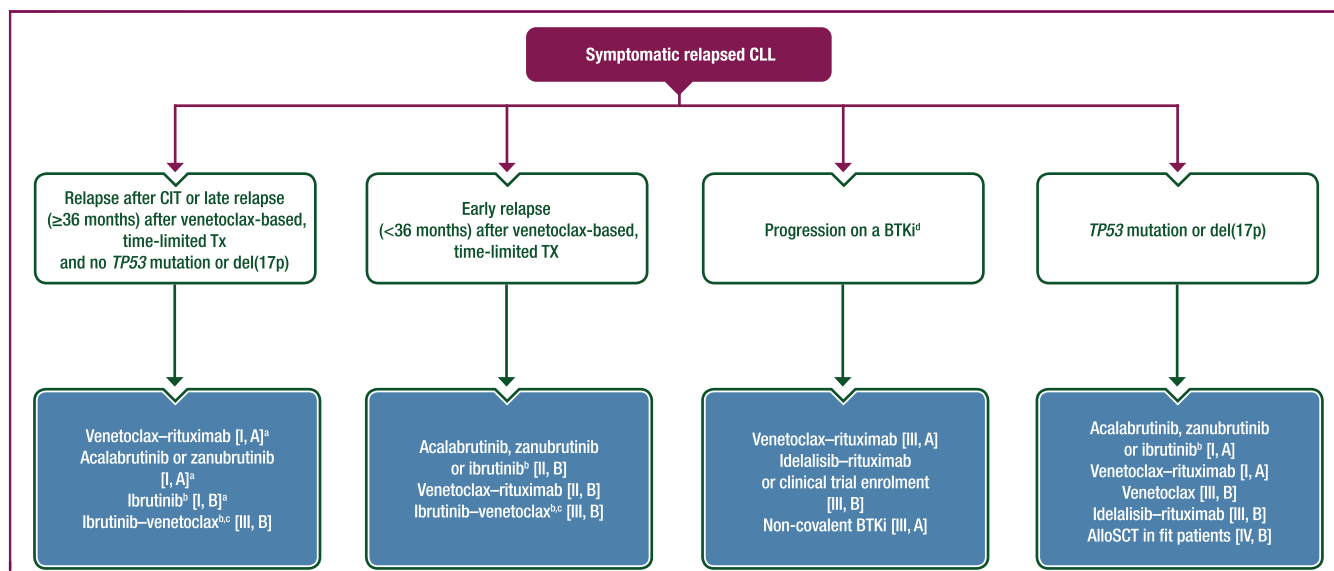 Symptomatic relapsed CLL
Relapse after CIT or late relapse
(≥36 months) after venetoclax-based,
time-limited Tx
and no TP53 mutation or del(17p)
Early relapse
(<36 months) after venetoclax-based,
time-limited TX
Progression on a BTKiᵈ
TP53 mutation or del(17p)
Venetoclax–rituximab [I, A]ᵃ
Acalabrutinib or zanubrutinib
[I, A]ᵃ
Ibrutinibᵇ [I, B]ᵃ
Ibrutinib–venetoclaxᵇ,ᶜ [III, B]
Acalabrutinib, zanubrutinib
or ibrutinibᵇ [II, B]
Venetoclax–rituximab [II, B]
Ibrutinib–venetoclaxᵇ,ᶜ [III, B]
Venetoclax–rituximab [III, A]
Idelalisib–rituximab
or clinical trial enrolment
[III, B]
Non-covalent BTKi [III, A]
Acalabrutinib, zanubrutinib
or ibrutinibᵇ [I, A]
Venetoclax–rituximab [I, A]
Venetoclax [III, B]
Idelalisib–rituximab [III, B]
AlloSCT in fit patients [IV, B]